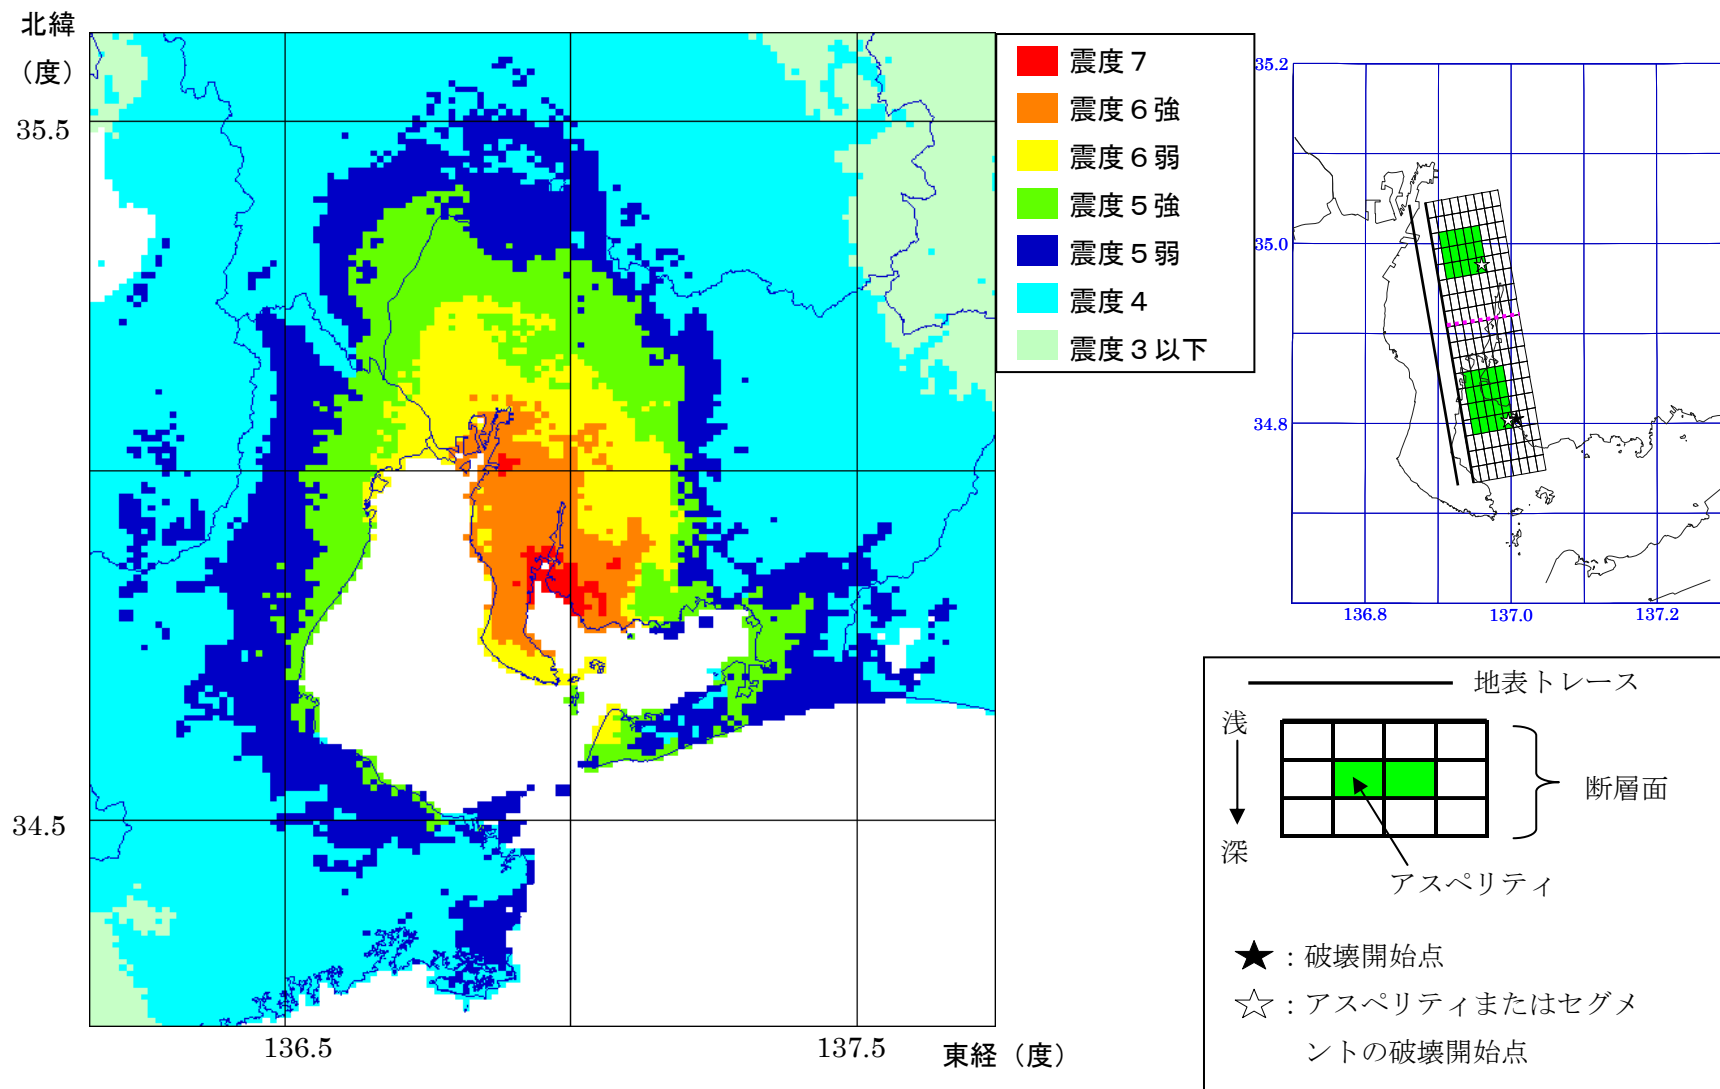 北緯
（度）
35.5
34.5
136.5
137.5
東経（度）
震度７
震度６強
震度６弱
震度５強
震度５弱
震度４
震度３以下
35.2
35.0
34.8
136.8
137.0
137.2
地表トレース
浅
深
断層面
アスペリティ
★：破壊開始点
☆：アスペリティまたはセグメ
ントの破壊開始点